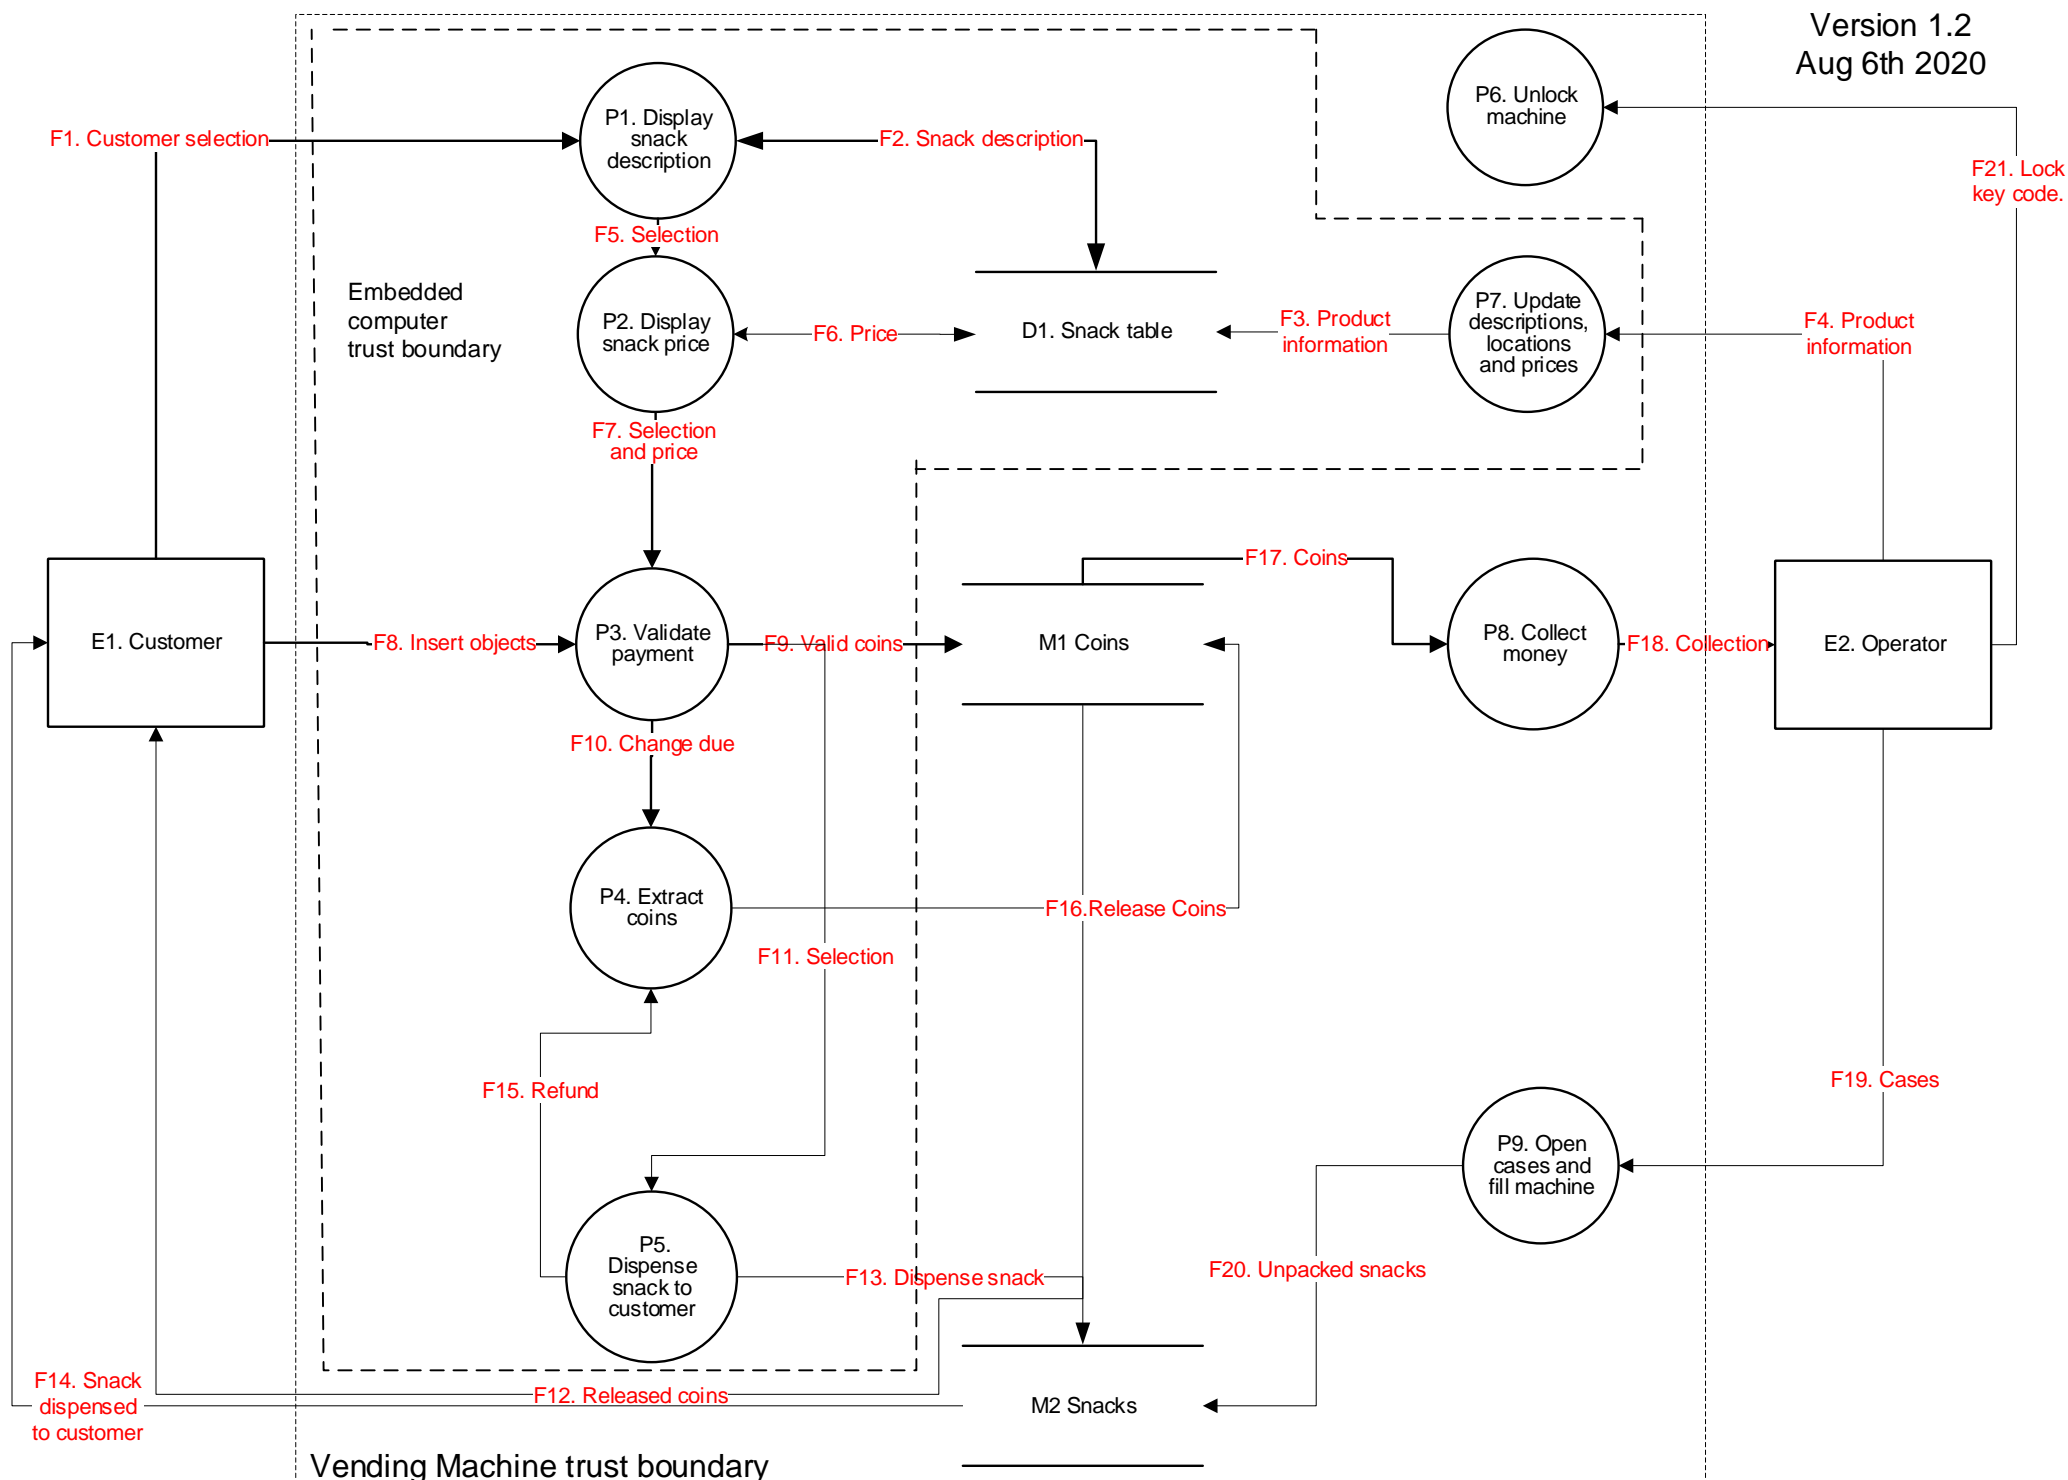 Version 1.2
Aug 6th 2020
P6. Unlock
machine
P1. Display
snack
description
F1. Customer selection
F2. Snack description
F21. Lock
key code.
F5. Selection
Embedded
computer
trust boundary
P2. Display
snack price
F6. Price
D1. Snack table
F3. Product
information
P7. Update
descriptions,
locations
and prices
F4. Product
information
F7. Selection
and price
F17. Coins
E1. Customer
F8. Insert objects
P3. Validate
payment
F9. Valid coins
M1 Coins
P8. Collect
money
F18. Collection
E2. Operator
F10. Change due
P4. Extract
coins
F16.Release Coins
F11. Selection
F15. Refund
F19. Cases
P9. Open
cases and
fill machine
P5.
Dispense
snack to
customer
F13. Dispense snack
F20. Unpacked snacks
F14. Snack
dispensed
to customer
F12. Released coins
M2 Snacks
Vending Machine trust boundary